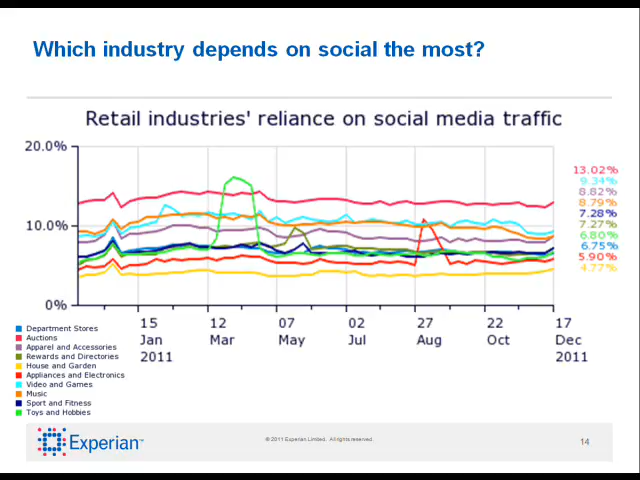 Which industry depends on social the most?
Retail industries' reliance on social media traffic
20.0%
10.0%
0%
13.02%
9.34%
8.82%
8.79%
7.28%
7.27%
6.80%
6.75%
5.90%
4.77%
15 12 07 02 27 22 17
Jan Mar May Jul Aug Oct Dec
2011 2011
Department Stores
Auctions
Apparel and Accessories
Rewards and Directories
House and Garden
Appliances and Electronics
Video and Games
Music
Sport and Fitness
Toys and Hobbies
Experian™
© 2011 Experian Limited. All rights reserved.
14